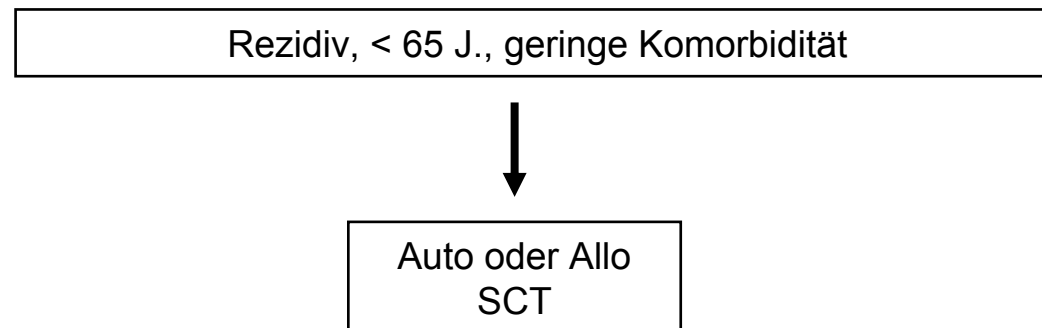 Rezidiv, < 65 J., geringe Komorbidität
Auto oder Allo
SCT